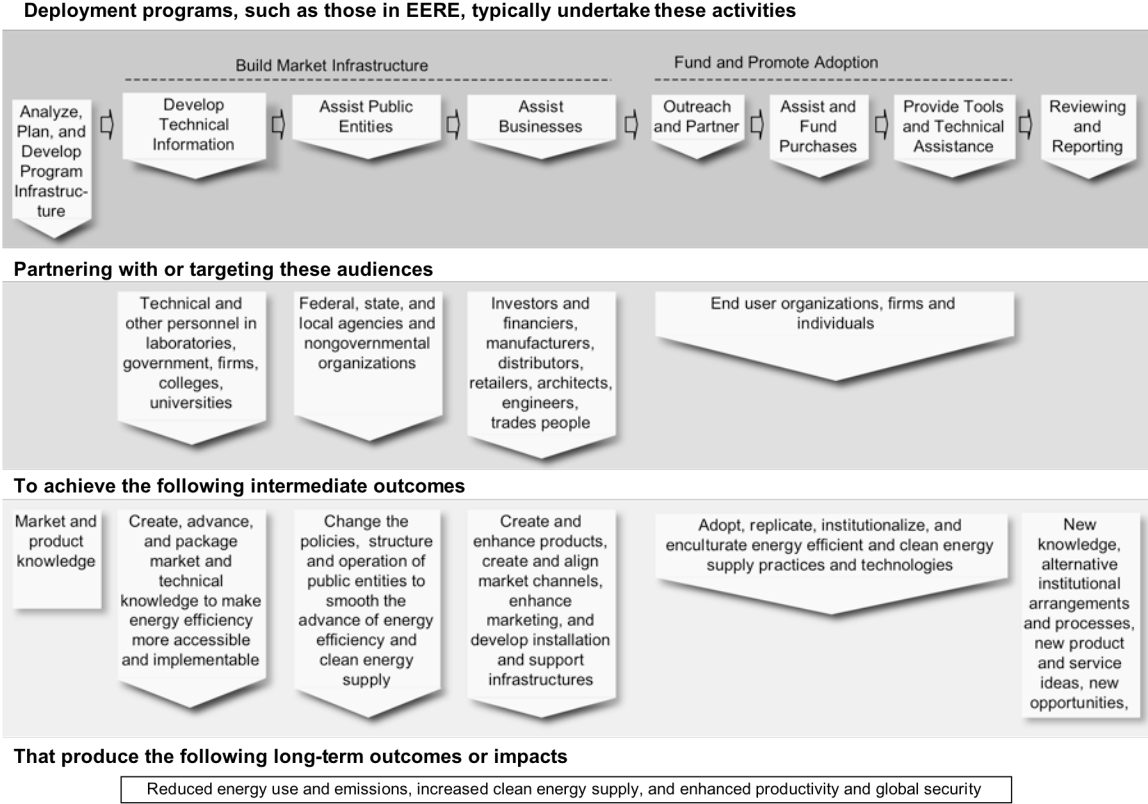 Deployment programs, such as those in EERE, typically undertake these activities
Build Market Infrastructure
Fund and Promote Adoption
Analyze,
Plan, and
Develop
Program
Infrastruc-
ture
Develop
Technical
Information
Assist Public
Entities
Assist
Businesses
Outreach
and Partner
Assist and
Fund
Purchases
Provide Tools
and Technical
Assistance
Reviewing
and
Reporting
Partnering with or targeting these audiences
Technical and
other personnel in
laboratories,
government, firms,
colleges,
universities
Federal, state, and
local agencies and
nongovernmental
organizations
Investors and
financiers,
manufacturers,
distributors,
retailers, architects,
engineers,
trades people
End user organizations, firms and
individuals
To achieve the following intermediate outcomes
Market and
product
knowledge
Create, advance,
and package
market and
technical
knowledge to make
energy efficiency
more accessible
and implementable
Change the
policies, structure
and operation of
public entities to
smooth the
advance of energy
efficiency and
clean energy
supply
Create and
enhance products,
create and align
market channels,
enhance
marketing, and
develop installation
and support
infrastructures
Adopt, replicate, institutionalize, and
enculturate energy efficient and clean energy
supply practices and technologies
New
knowledge,
alternative
institutional
arrangements
and processes,
new product
and service
ideas, new
opportunities,
That produce the following long-term outcomes or impacts
Reduced energy use and emissions, increased clean energy supply, and enhanced productivity and global security